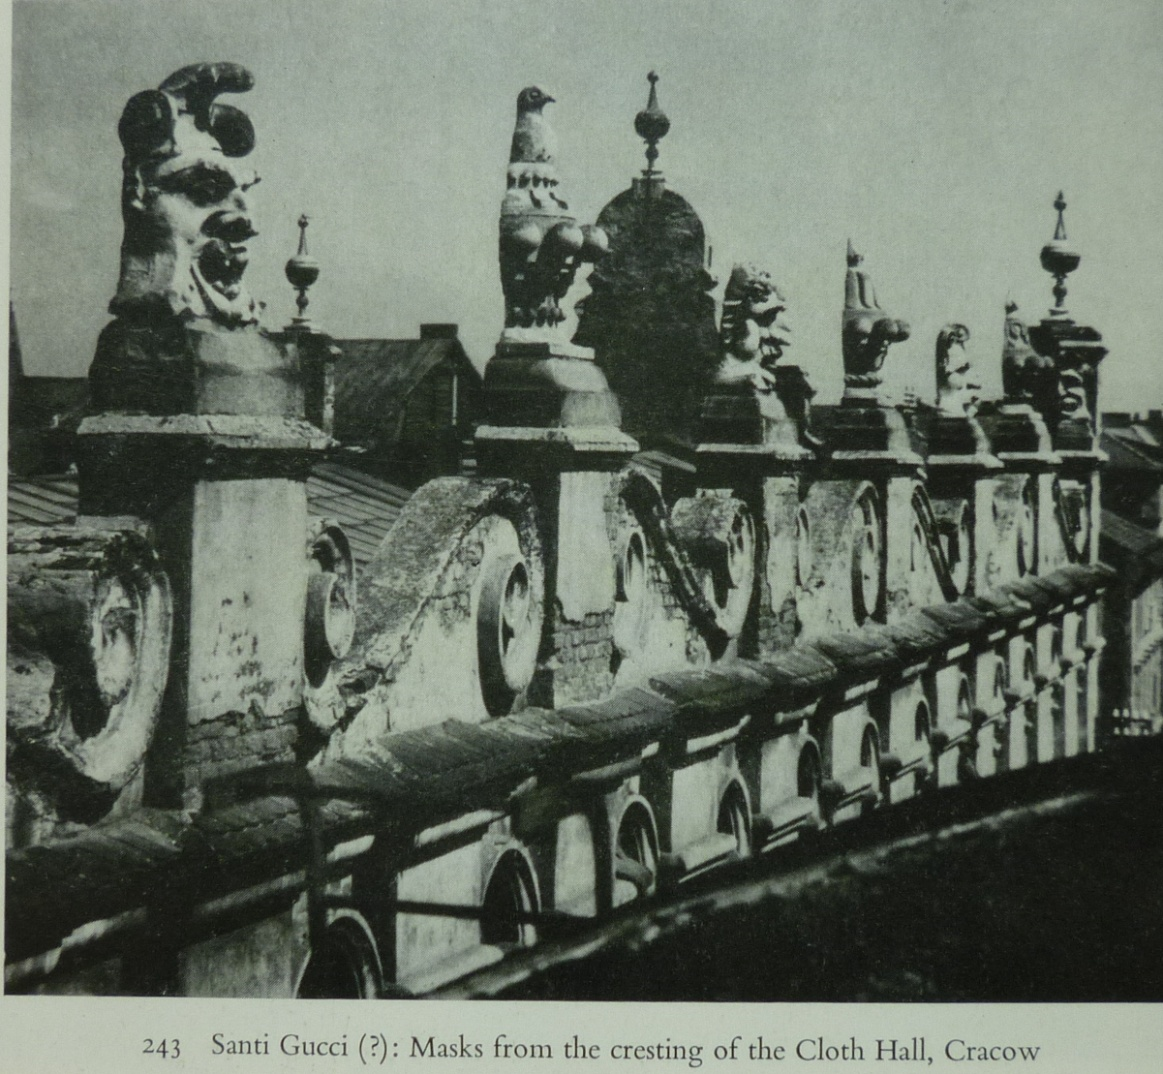 243 Santi Gucci (?): Masks from the cresting of the Cloth Hall, Cracow